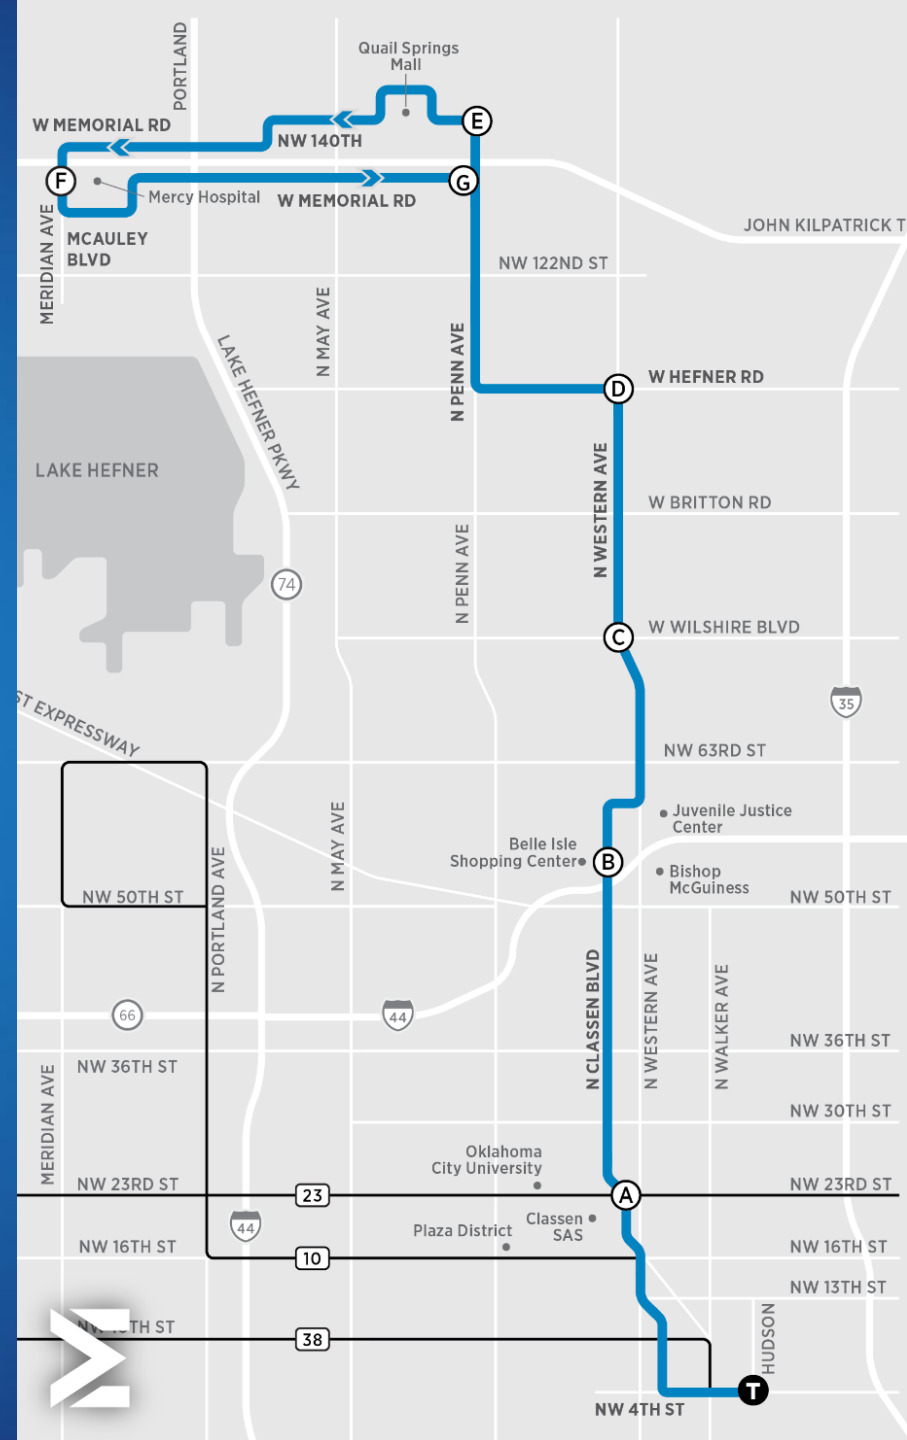 PORTLAND
Quail Springs
Mall
W MEMORIAL RD
E
NW 140TH
F
G
Mercy Hospital
W MEMORIAL RD
MERIDIAN AVE
MCAULEY
BLVD
JOHN KILPATRICK T
NW 122ND ST
N MAY AVE
LAKE HEFNER PKWY
N PENN AVE
D
W HEFNER RD
LAKE HEFNER
N WESTERN AVE
W BRITTON RD
N PENN AVE
74
C
W WILSHIRE BLVD
ST EXPRESSWAY
35
NW 63RD ST
N MAY AVE
Juvenile Justice
Center
Belle Isle
Shopping Center
B
Bishop
McGuiness
N PORTLAND AVE
NW 50TH ST
NW 50TH ST
N CLASSEN BLVD
N WESTERN AVE
N WALKER AVE
66
44
NW 36TH ST
NW 36TH ST
MERIDIAN AVE
NW 30TH ST
Oklahoma
City University
NW 23RD ST
23
A
NW 23RD ST
44
Plaza District
Classen
SAS
NW 16TH ST
10
NW 16TH ST
NW 13TH ST
HUDSON
TH ST
38
T
NW 4TH ST